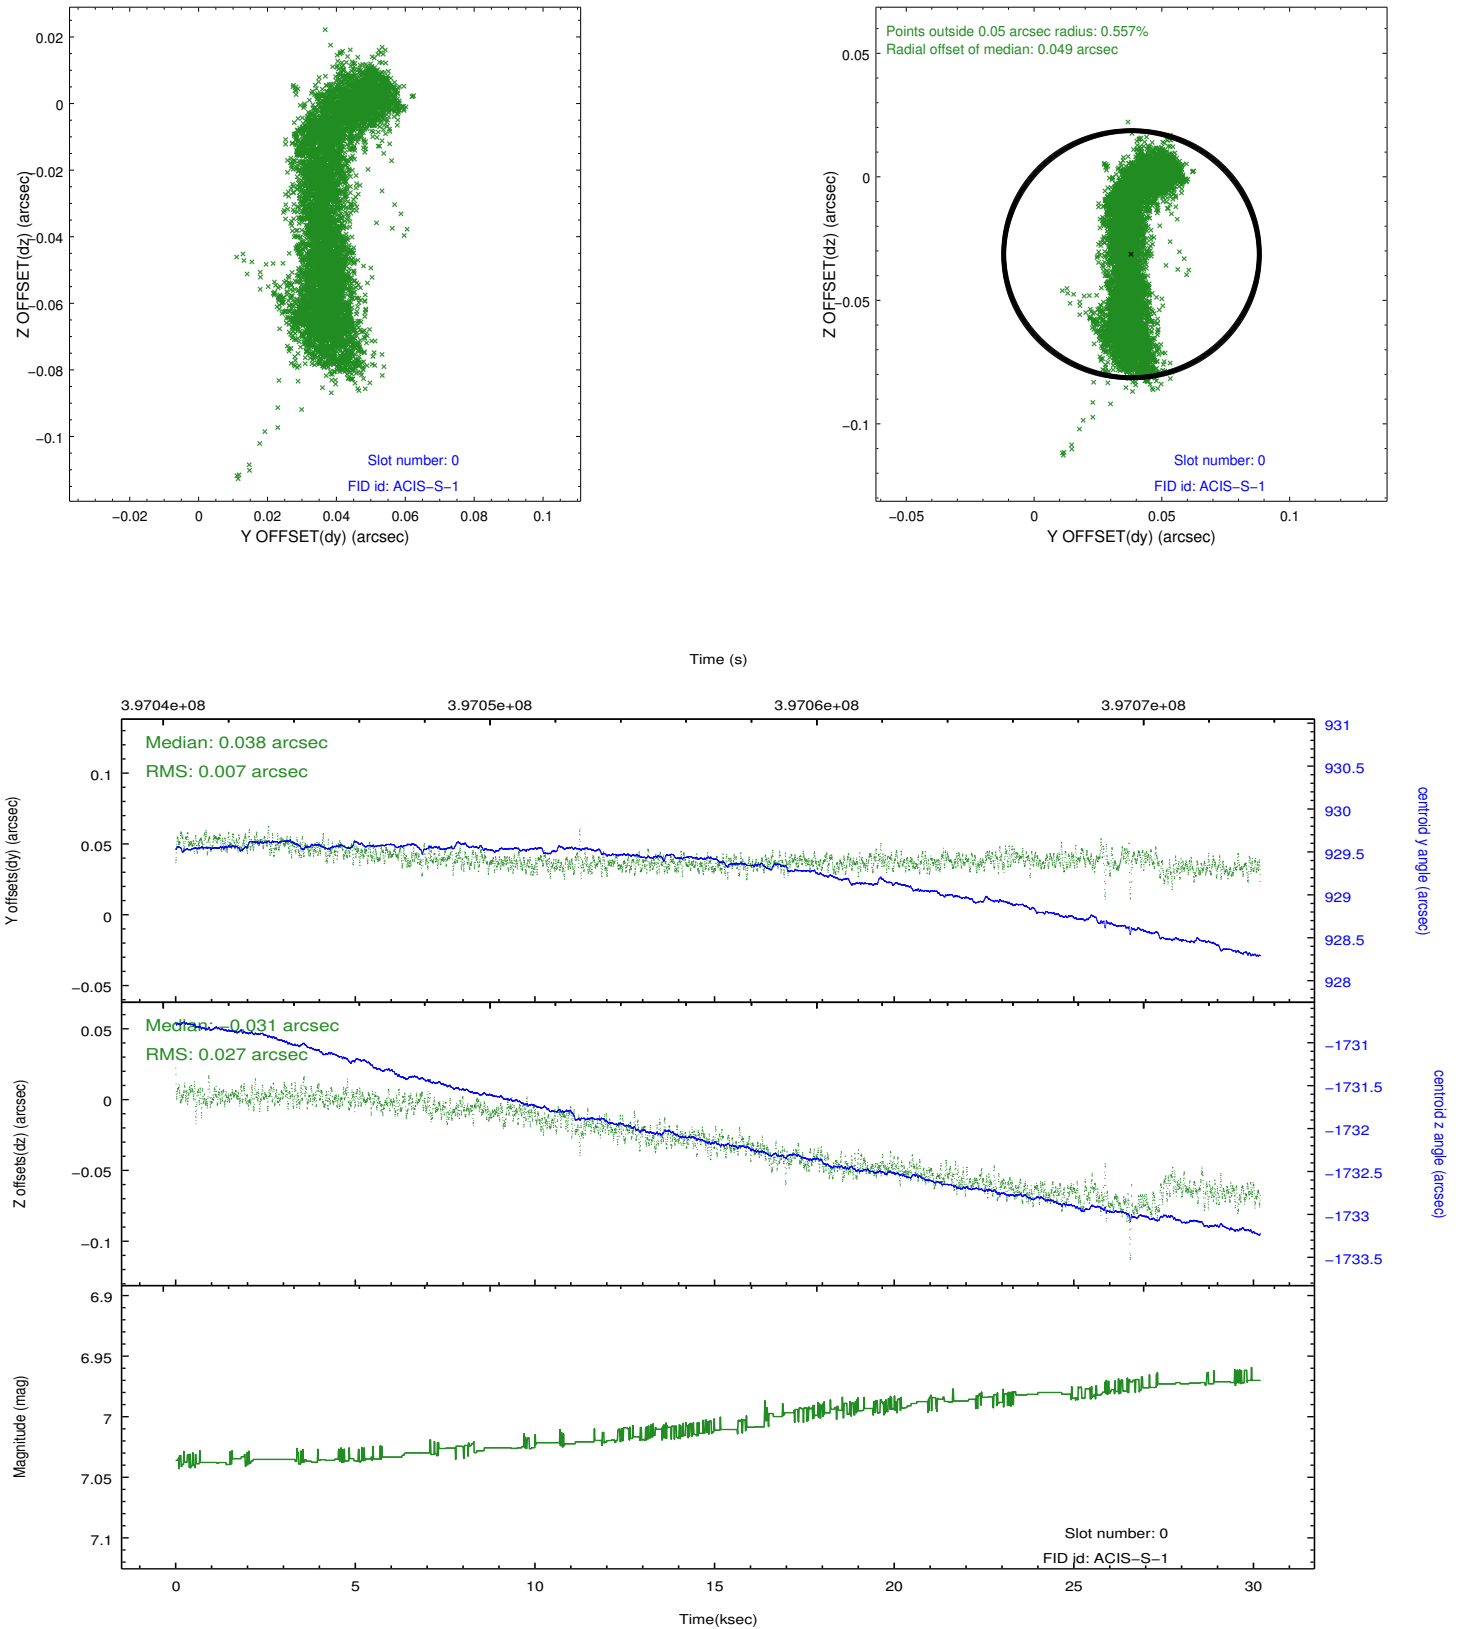 0.02
0
−0.02
−0.04
−0.06
−0.08
−0.1
Z OFFSET(dz) (arcsec)
Slot number: 0
FID id: ACIS−S−1
−0.02
0
0.02
0.04
0.06
0.08
0.1
Y OFFSET(dy) (arcsec)
Points outside 0.05 arcsec radius: 0.557%
Radial offset of median: 0.049 arcsec
0.05
0
−0.05
−0.1
Z OFFSET(dz) (arcsec)
Slot number: 0
FID id: ACIS−S−1
−0.05
0
0.05
0.1
Y OFFSET(dy) (arcsec)
Time (s)
3.9704e+08
3.9705e+08
3.9706e+08
3.9707e+08
Median: 0.038 arcsec
RMS: 0.007 arcsec
0.1
0.05
0
−0.05
Y offsets(dy) (arcsec)
931
930.5
930
929.5
929
928.5
928
centroid y angle (arcsec)
Median: −0.031 arcsec
RMS: 0.027 arcsec
0.05
0
−0.05
−0.1
Z offsets(dz) (arcsec)
−1731
−1731.5
−1732
−1732.5
−1733
−1733.5
centroid z angle (arcsec)
6.9
6.95
7
7.05
7.1
Magnitude (mag)
Slot number: 0
FID id: ACIS−S−1
0
5
10
15
20
25
30
Time(ksec)